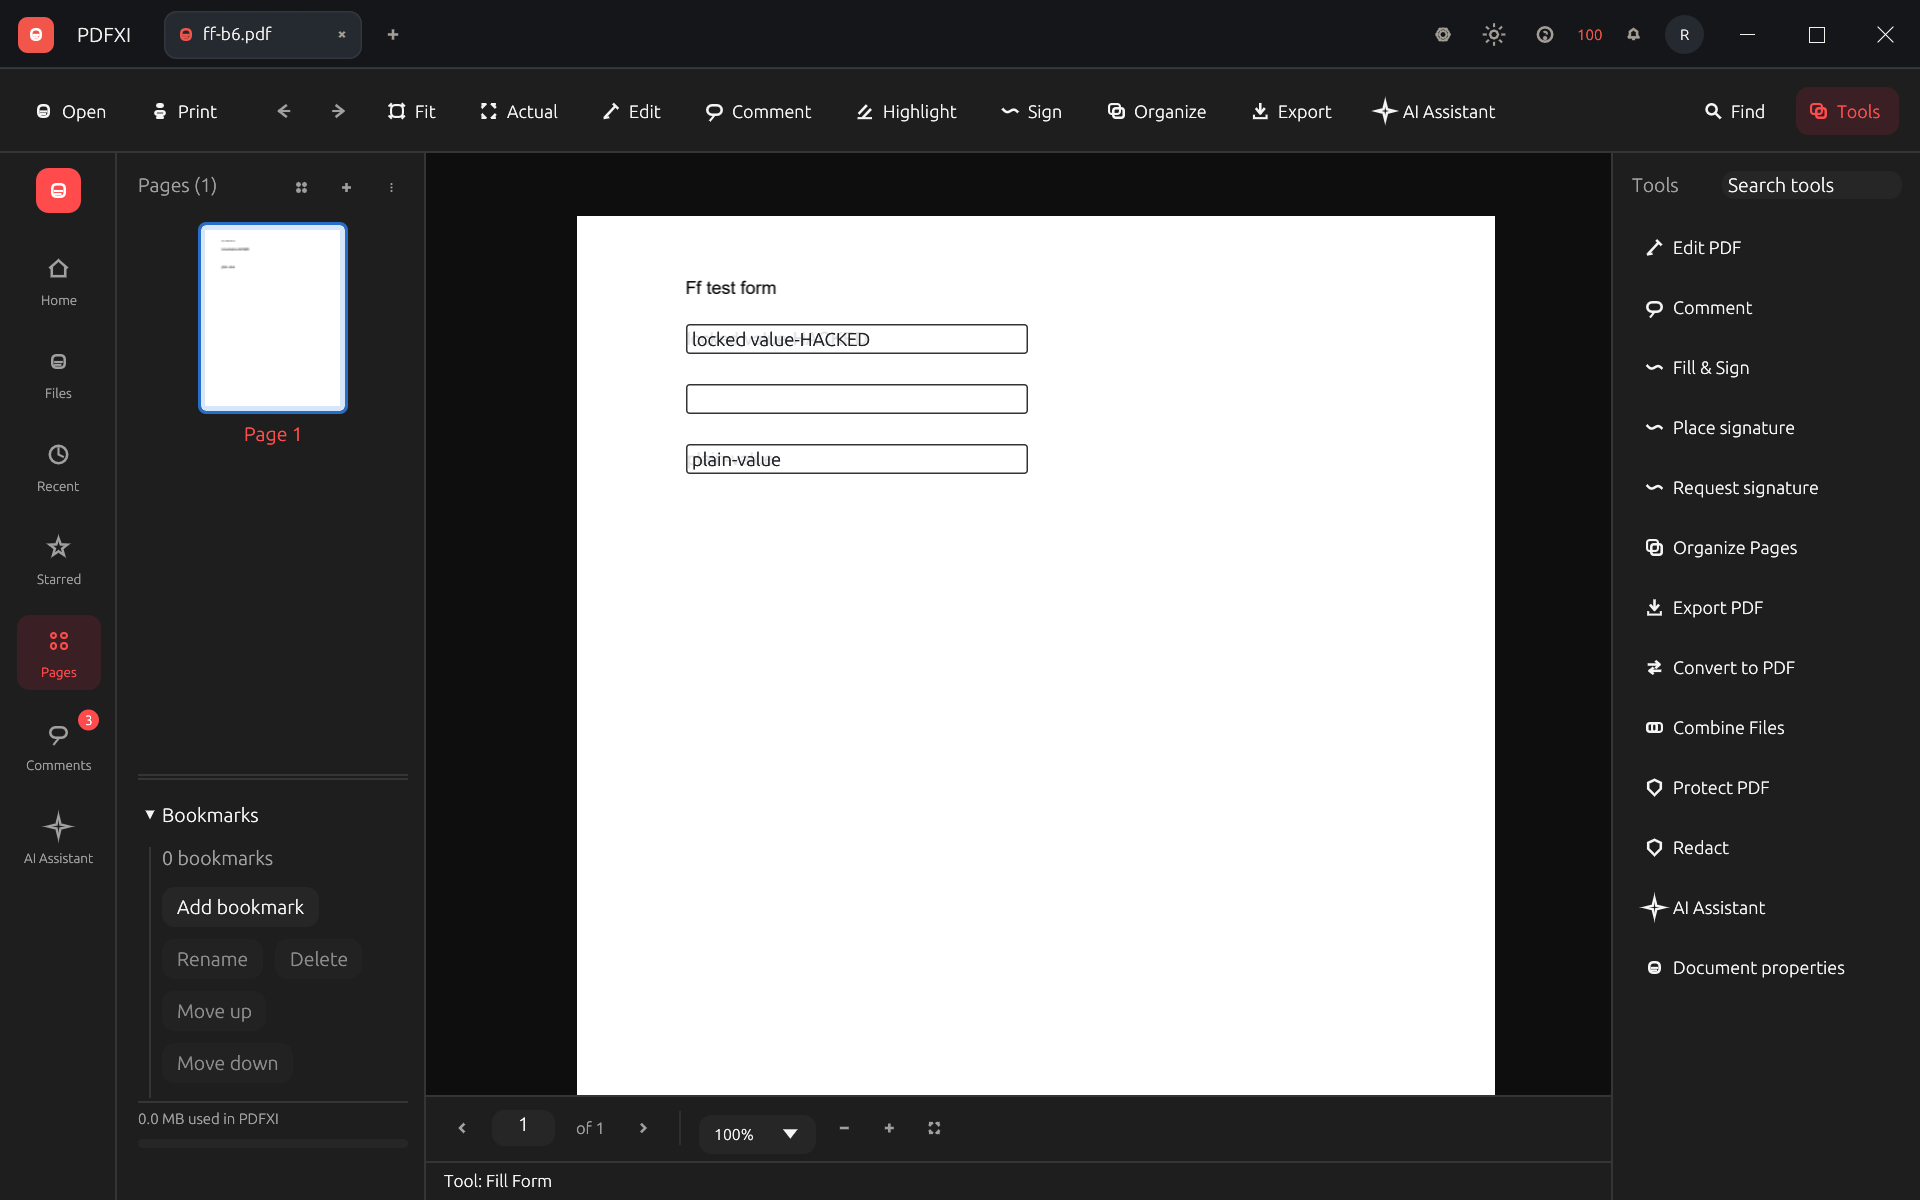 PDFXI
ff-b6.pdf
100
R
Open
Print
Fit
Actual
Edit
Comment
Highlight
Sign
Organize
Export
AI Assistant
Find
Tools
Home
Files
Recent
Starred
Pages
3
Comments
AI Assistant
Pages (1)
Page 1
Bookmarks
0 bookmarks
Add bookmark
Rename
Delete
Move up
Move down
0.0 MB used in PDFXI
Ff test form
locked value-HACKED
plain-value
1
of 1
100%
Tool: Fill Form
Tools
Search tools
Edit PDF
Comment
Fill & Sign
Place signature
Request signature
Organize Pages
Export PDF
Convert to PDF
Combine Files
Protect PDF
Redact
AI Assistant
Document properties